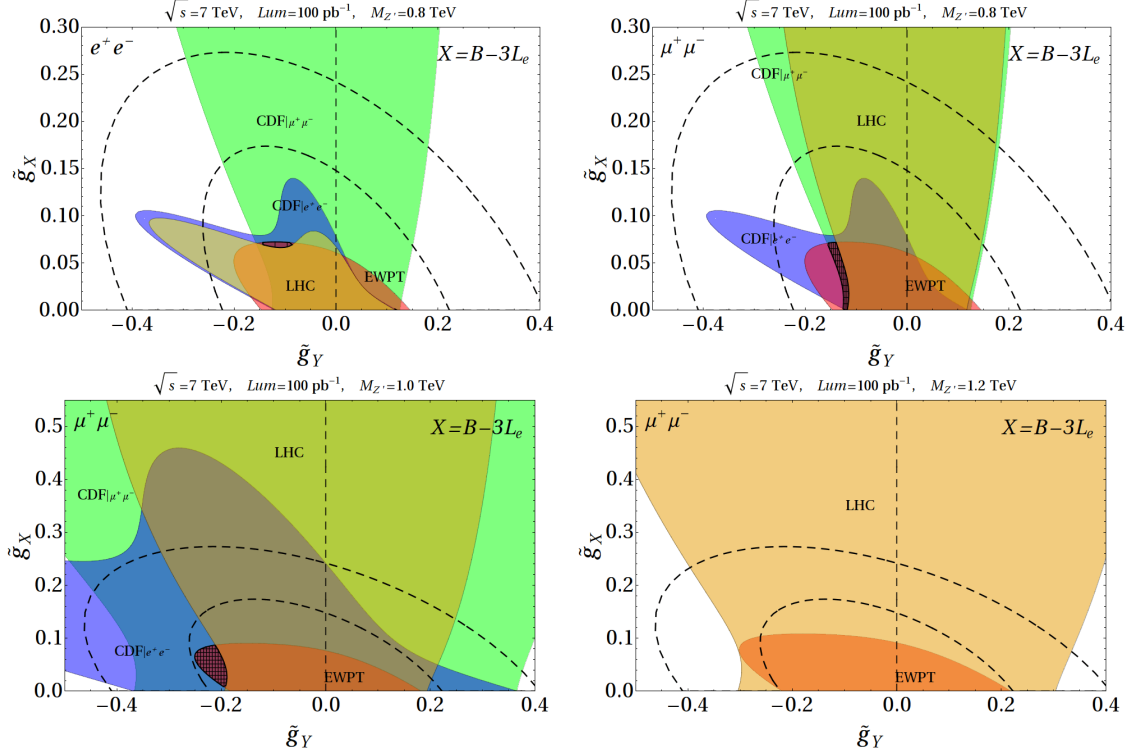 √s =7 TeV, Lum=100 pb⁻¹, M_Z'=0.8 TeV
e⁺e⁻
X=B−3L_e
CDF|μ⁺μ⁻
CDF|e⁺e⁻
LHC
EWPT
0.30
0.25
0.20
0.15
0.10
0.05
0.00
g̃_X
−0.4 −0.2 0.0 0.2 0.4
g̃_Y
√s =7 TeV, Lum=100 pb⁻¹, M_Z'=0.8 TeV
μ⁺μ⁻
X=B−3L_e
CDF|μ⁺μ⁻
LHC
CDF|e⁺e⁻
EWPT
0.30
0.25
0.20
0.15
0.10
0.05
0.00
g̃_X
−0.4 −0.2 0.0 0.2 0.4
g̃_Y
√s =7 TeV, Lum=100 pb⁻¹, M_Z'=1.0 TeV
μ⁺μ⁻
X=B−3L_e
LHC
CDF|μ⁺μ⁻
CDF|e⁺e⁻
EWPT
0.5
0.4
0.3
0.2
0.1
0.0
g̃_X
−0.4 −0.2 0.0 0.2 0.4
g̃_Y
√s =7 TeV, Lum=100 pb⁻¹, M_Z'=1.2 TeV
μ⁺μ⁻
X=B−3L_e
LHC
EWPT
0.5
0.4
0.3
0.2
0.1
0.0
g̃_X
−0.4 −0.2 0.0 0.2 0.4
g̃_Y